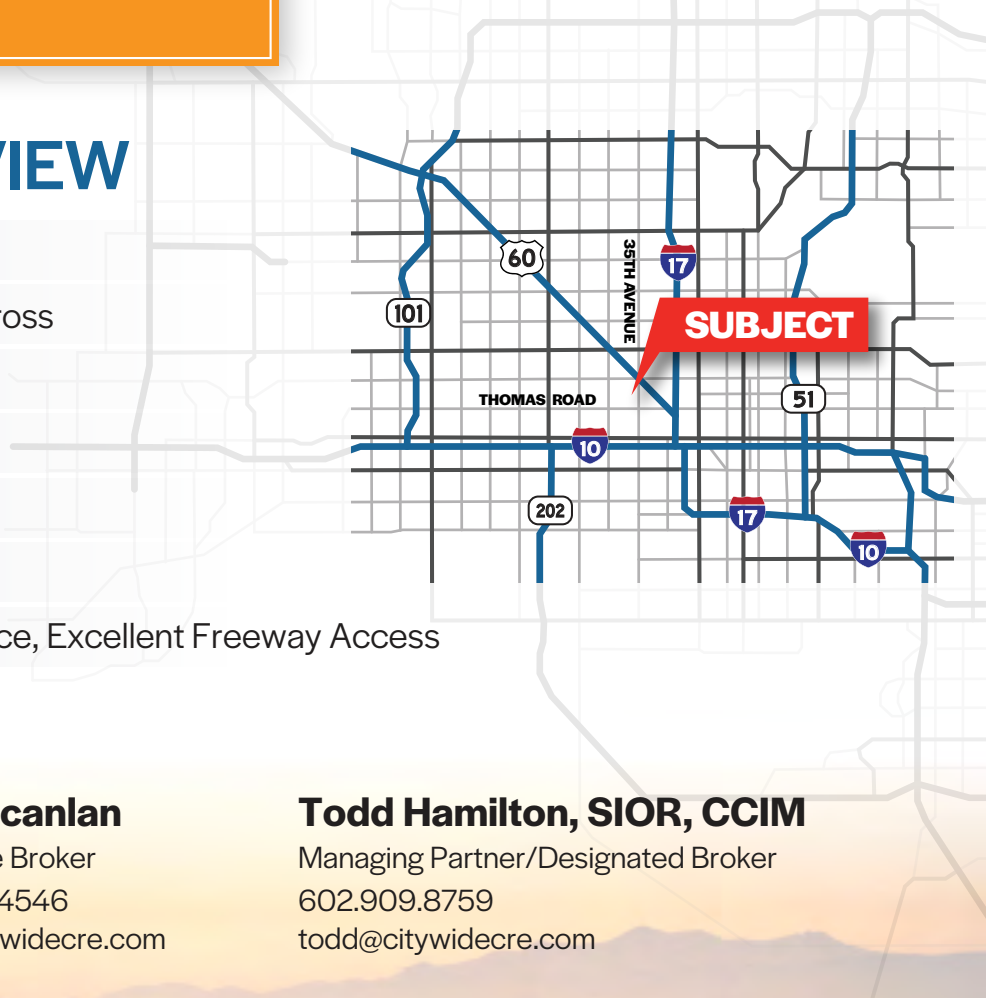 VIEW
60
35TH AVENUE
17
101
oss
SUBJECT
THOMAS ROAD
51
10
202
17
10
ce, Excellent Freeway Access
canlan
Todd Hamilton, SIOR, CCIM
e Broker
Managing Partner/Designated Broker
4546
602.909.8759
widecre.com
todd@citywidecre.com